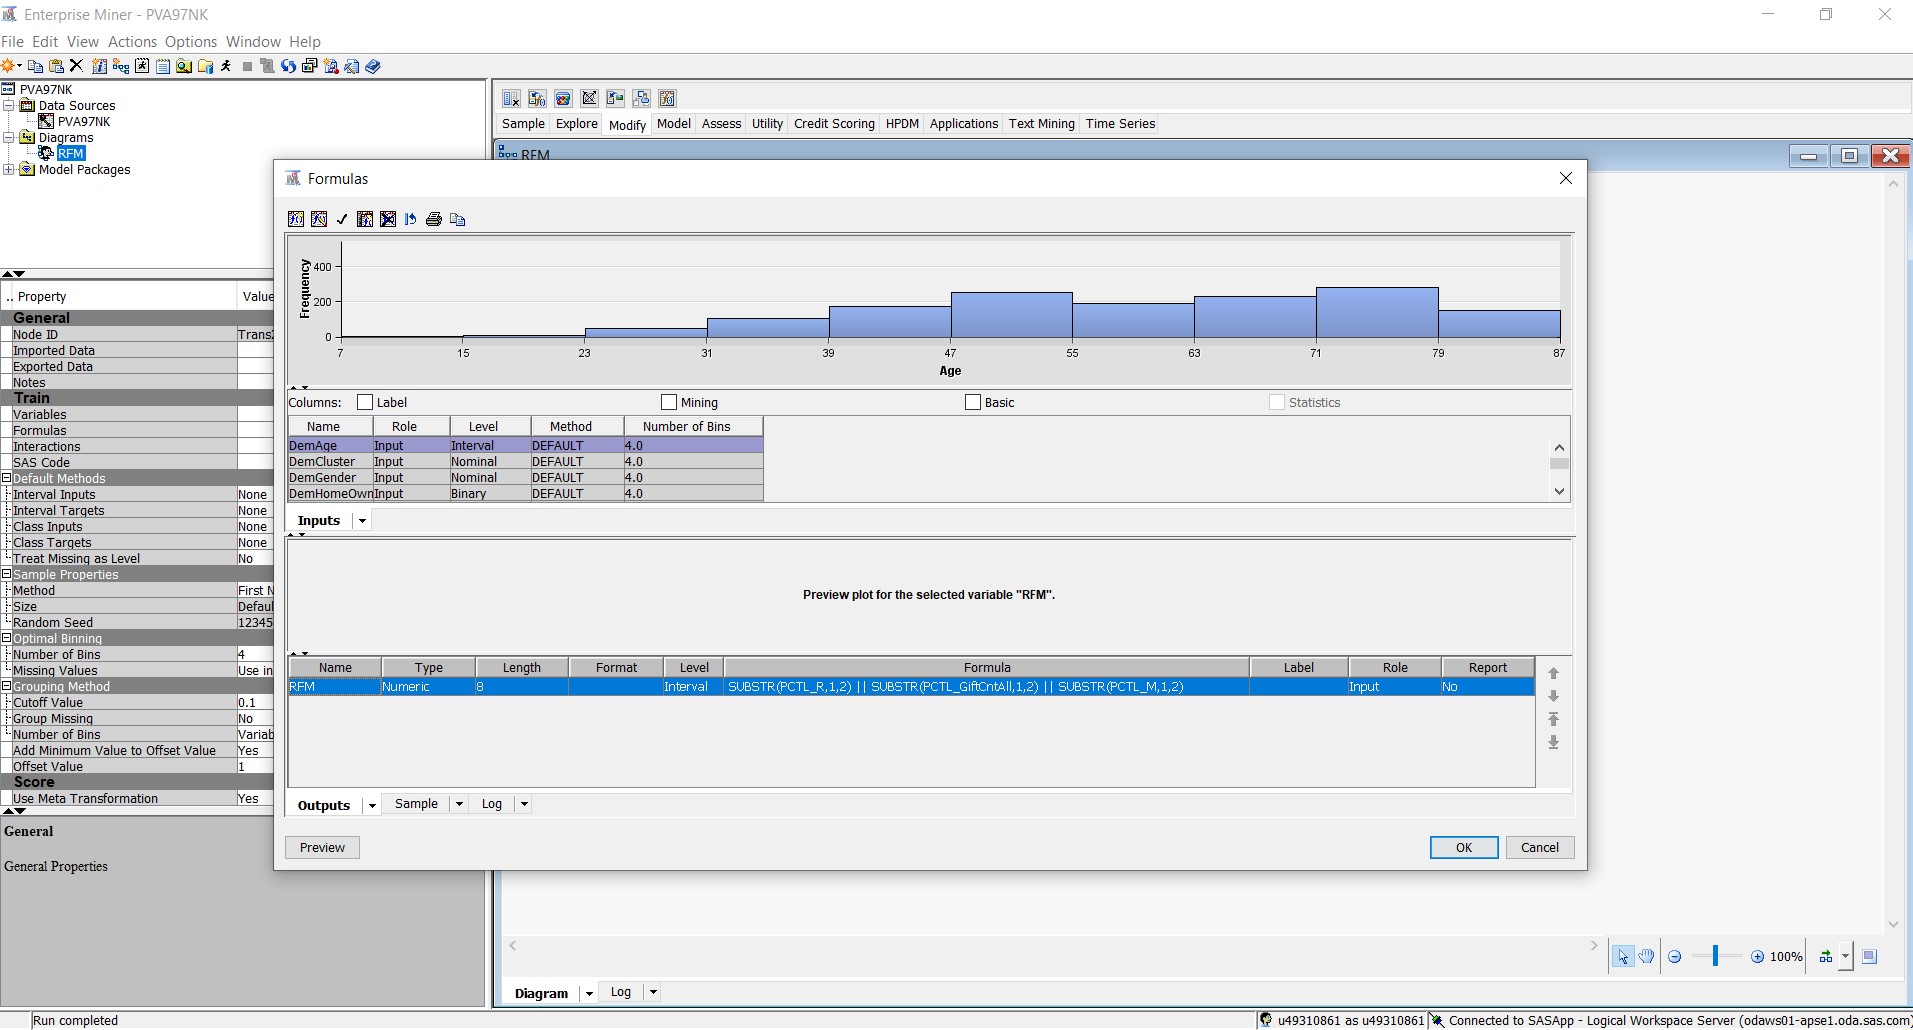 Enterprise Miner - PVA97NK
File Edit View Actions Options Window Help
PVA97NK
Data Sources
PVA97NK
Diagrams
RFM
Model Packages
Sample Explore Modify Model Assess Utility Credit Scoring HPDM Applications Text Mining Time Series
RFM
.. Property Value
General
Node ID Trans
Imported Data
Exported Data
Notes
Train
Variables
Formulas
Interactions
SAS Code
Default Methods
Interval Inputs None
Interval Targets None
Class Inputs None
Class Targets None
Treat Missing as Level No
Sample Properties
Method First N
Size Defaul
Random Seed 12345
Optimal Binning
Number of Bins 4
Missing Values Use in
Grouping Method
Cutoff Value 0.1
Group Missing No
Number of Bins Variab
Add Minimum Value to Offset Value Yes
Offset Value 1
Score
Use Meta Transformation Yes
General
General Properties
Formulas
Frequency
400
200
0
7 15 23 31 39 47 55 63 71 79 87
Age
Columns: Label Mining Basic Statistics
Name Role Level Method Number of Bins
DemAge Input Interval DEFAULT 4.0
DemCluster Input Nominal DEFAULT 4.0
DemGender Input Nominal DEFAULT 4.0
DemHomeOwn Input Binary DEFAULT 4.0
Inputs
Preview plot for the selected variable "RFM".
Name Type Length Format Level Formula Label Role Report
RFM Numeric 8 Interval SUBSTR(PCTL_R,1,2) || SUBSTR(PCTL_GiftCntAll,1,2) || SUBSTR(PCTL_M,1,2) Input No
Outputs Sample Log
Preview OK Cancel
100%
Diagram Log
Run completed
u49310861 as u49310861 Connected to SASApp - Logical Workspace Server (odaws01-apse1.oda.sas.com)